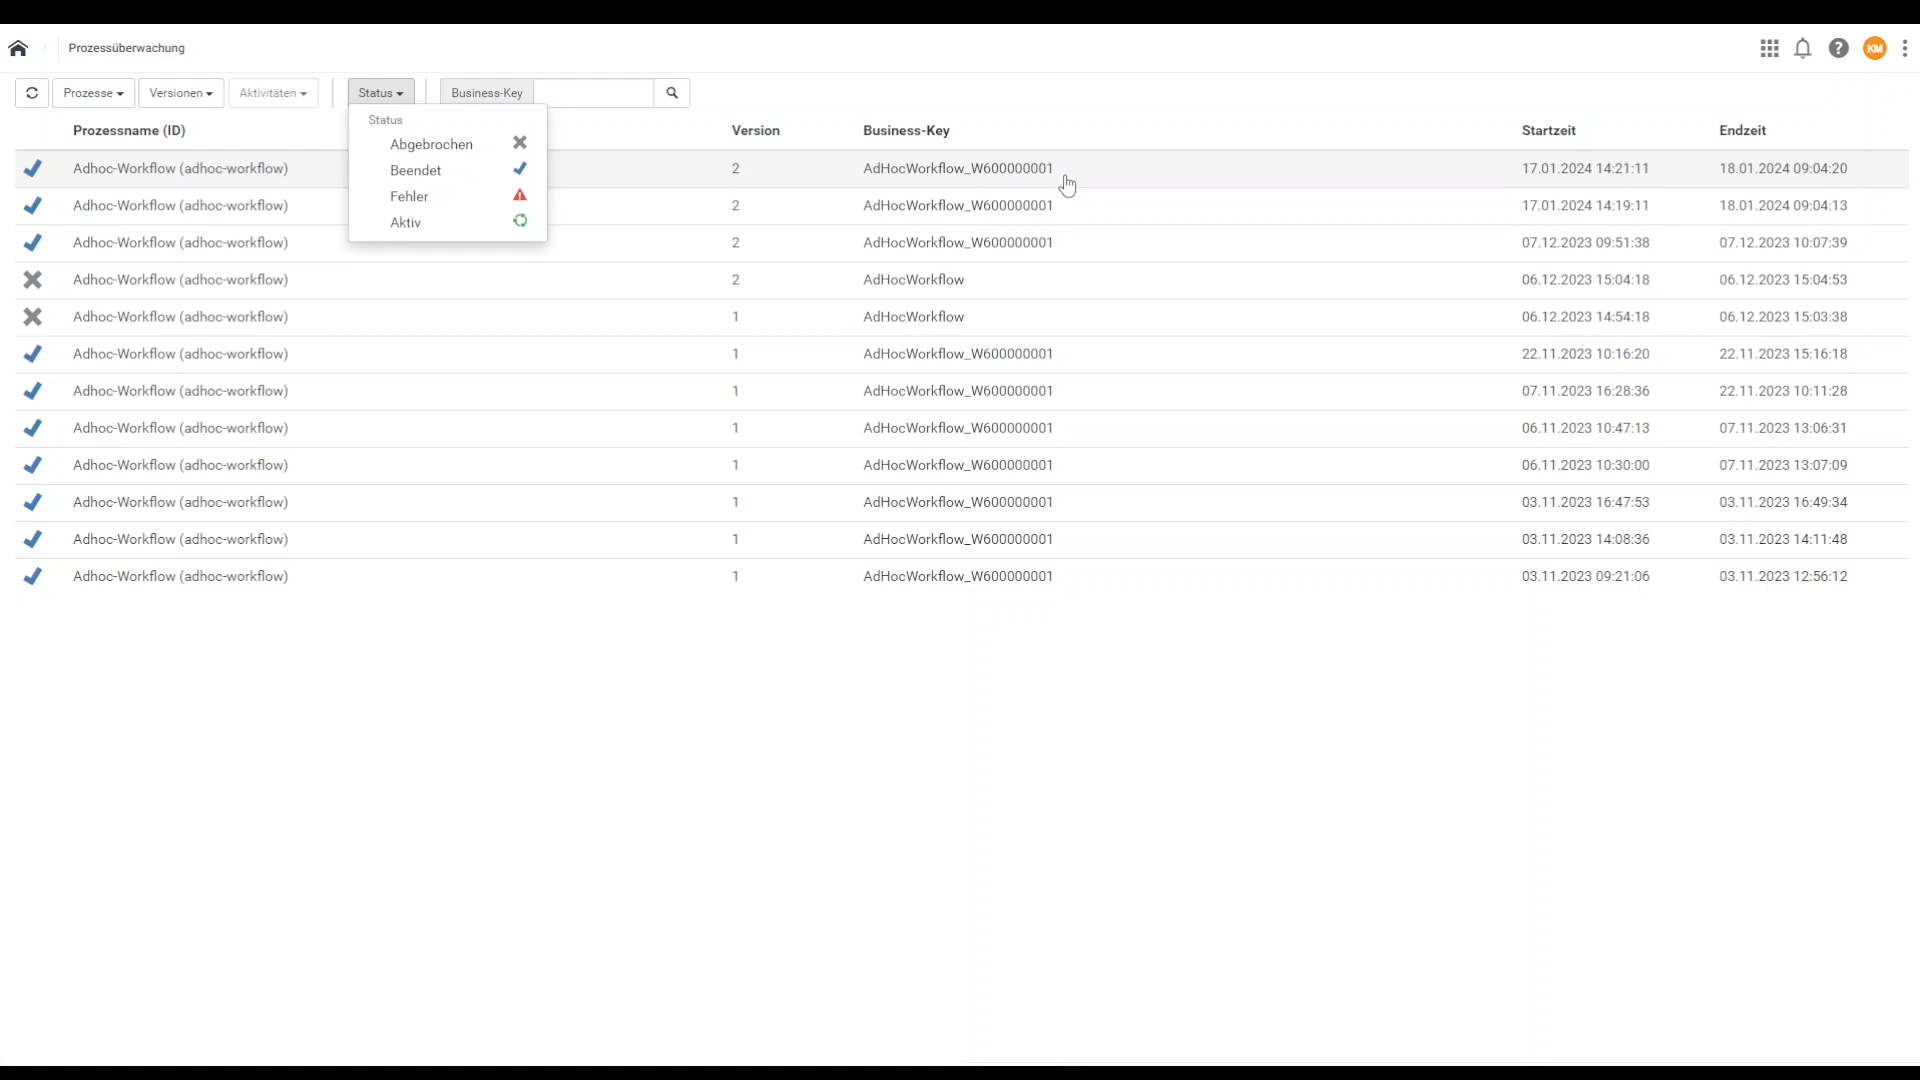 Prozessüberwachung
KM
Prozesse Versionen Aktivitäten Status Business-Key
Status
Abgebrochen
Beendet
Fehler
Aktiv
Prozessname (ID) Version Business-Key Startzeit Endzeit
Adhoc-Workflow (adhoc-workflow) 2 AdHocWorkflow_W600000001 17.01.2024 14:21:11 18.01.2024 09:04:20
Adhoc-Workflow (adhoc-workflow) 2 AdHocWorkflow_W600000001 17.01.2024 14:19:11 18.01.2024 09:04:13
Adhoc-Workflow (adhoc-workflow) 2 AdHocWorkflow_W600000001 07.12.2023 09:51:38 07.12.2023 10:07:39
Adhoc-Workflow (adhoc-workflow) 2 AdHocWorkflow 06.12.2023 15:04:18 06.12.2023 15:04:53
Adhoc-Workflow (adhoc-workflow) 1 AdHocWorkflow 06.12.2023 14:54:18 06.12.2023 15:03:38
Adhoc-Workflow (adhoc-workflow) 1 AdHocWorkflow_W600000001 22.11.2023 10:16:20 22.11.2023 15:16:18
Adhoc-Workflow (adhoc-workflow) 1 AdHocWorkflow_W600000001 07.11.2023 16:28:36 22.11.2023 10:11:28
Adhoc-Workflow (adhoc-workflow) 1 AdHocWorkflow_W600000001 06.11.2023 10:47:13 07.11.2023 13:06:31
Adhoc-Workflow (adhoc-workflow) 1 AdHocWorkflow_W600000001 06.11.2023 10:30:00 07.11.2023 13:07:09
Adhoc-Workflow (adhoc-workflow) 1 AdHocWorkflow_W600000001 03.11.2023 16:47:53 03.11.2023 16:49:34
Adhoc-Workflow (adhoc-workflow) 1 AdHocWorkflow_W600000001 03.11.2023 14:08:36 03.11.2023 14:11:48
Adhoc-Workflow (adhoc-workflow) 1 AdHocWorkflow_W600000001 03.11.2023 09:21:06 03.11.2023 12:56:12